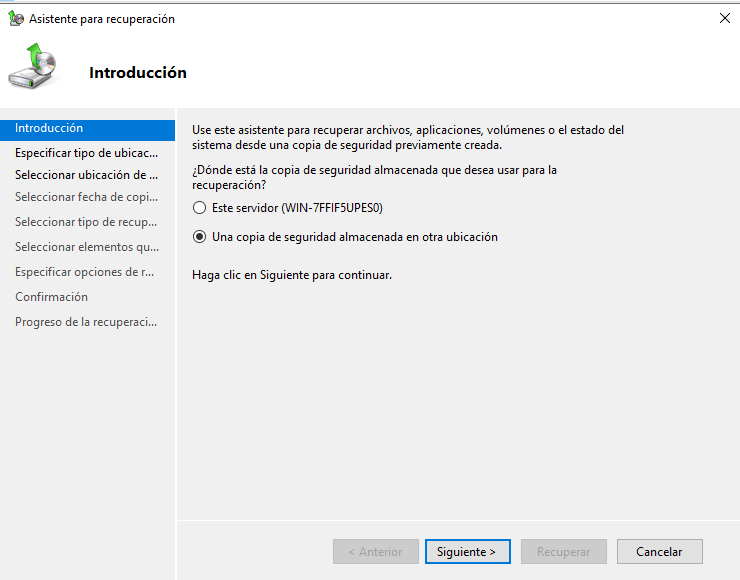 Asistente para recuperación
Introducción
Introducción
Especificar tipo de ubicac...
Seleccionar ubicación de ...
Seleccionar fecha de copi...
Seleccionar tipo de recup...
Seleccionar elementos qu...
Especificar opciones de r...
Confirmación
Progreso de la recuperaci...
Use este asistente para recuperar archivos, aplicaciones, volúmenes o el estado del
sistema desde una copia de seguridad previamente creada.
¿Dónde está la copia de seguridad almacenada que desea usar para la
recuperación?
Este servidor (WIN-7FFIF5UPES0)
Una copia de seguridad almacenada en otra ubicación
Haga clic en Siguiente para continuar.
< Anterior
Siguiente >
Recuperar
Cancelar